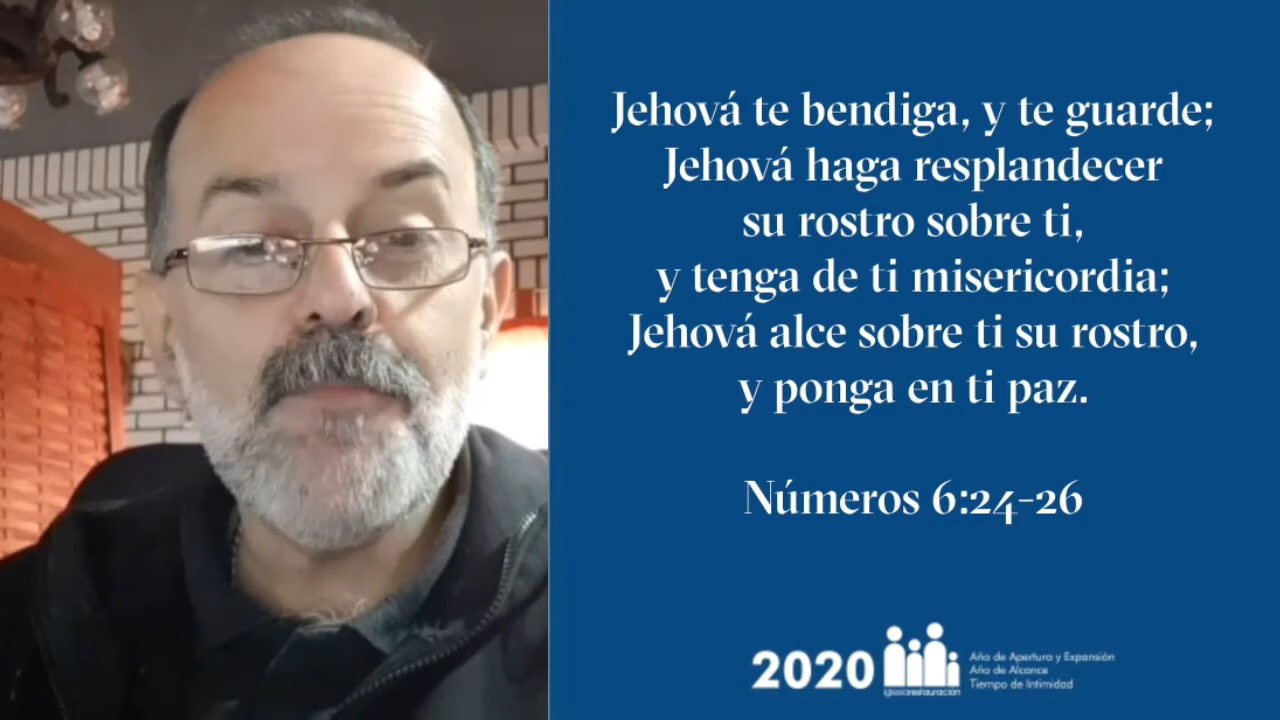 Jehová te bendiga, y te guarde;
Jehová haga resplandecer
su rostro sobre ti,
y tenga de ti misericordia;
Jehová alce sobre ti su rostro,
y ponga en ti paz.
Números 6:24-26
2020
iglesiarestauración
Año de Apertura y Expansión
Año de Alcance
Tiempo de Intimidad